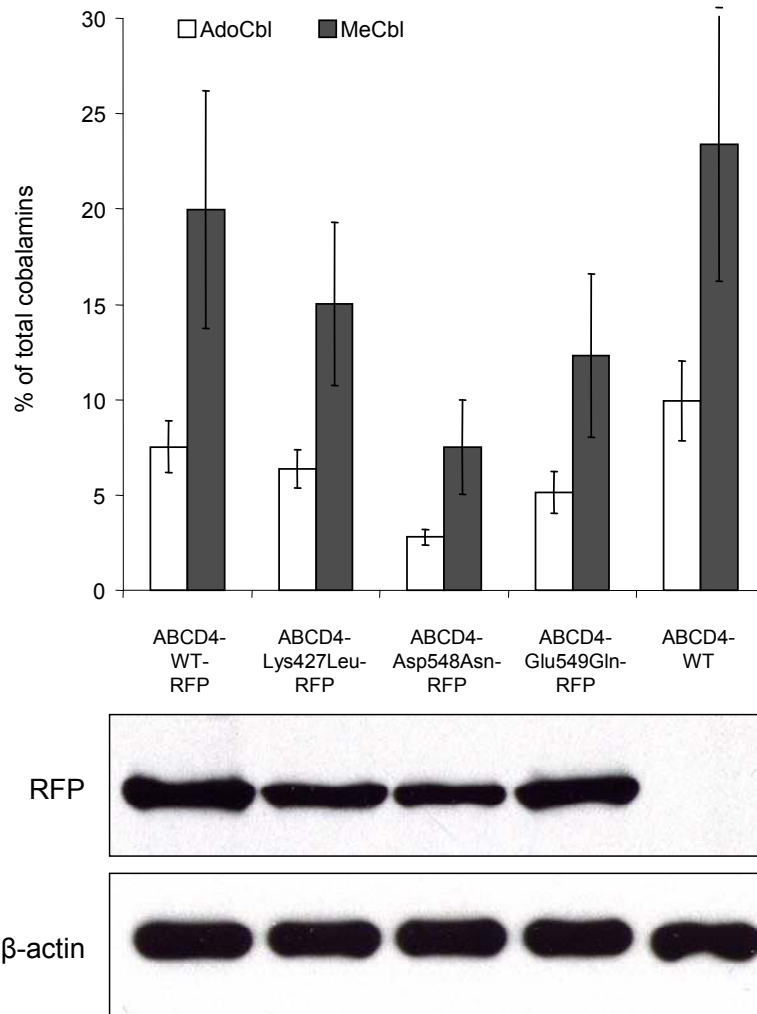 30
AdoCbl MeCbl
25
20
15
10
5
0
% of total cobalamins
ABCD4-
WT-
RFP
ABCD4-
Lys427Leu-
RFP
ABCD4-
Asp548Asn-
RFP
ABCD4-
Glu549Gln-
RFP
ABCD4-
WT
RFP
β-actin